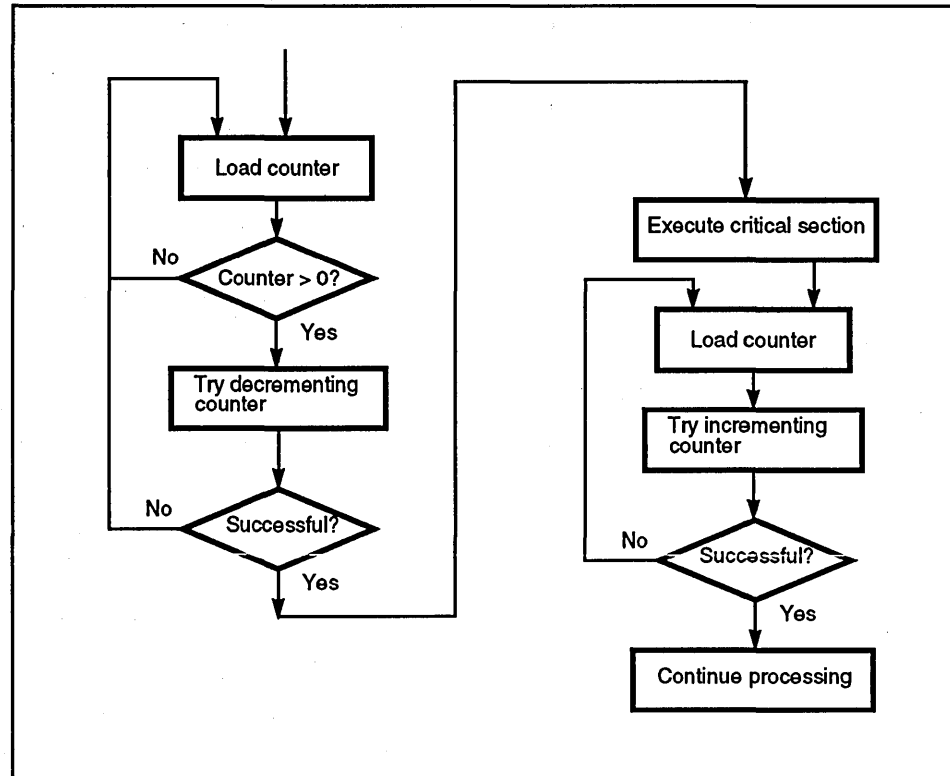 Load counter
No
Counter > 0?
Yes
Try decrementing
counter
No
Successful?
Yes
Execute critical section
Load counter
Try incrementing
counter
No
Successful?
Yes
Continue processing